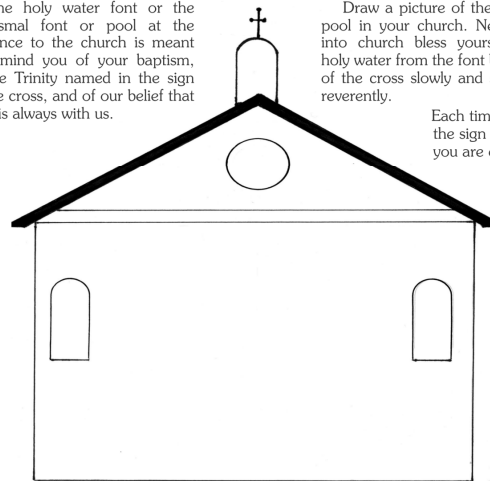 he holy water font or the
smal font or pool at the
nce to the church is meant
mind you of your baptism,
e Trinity named in the sign
e cross, and of our belief that
is always with us.
Draw a picture of the
pool in your church. Ne
into church bless yours
holy water from the font
of the cross slowly and
reverently.
Each tim
the sign
you are